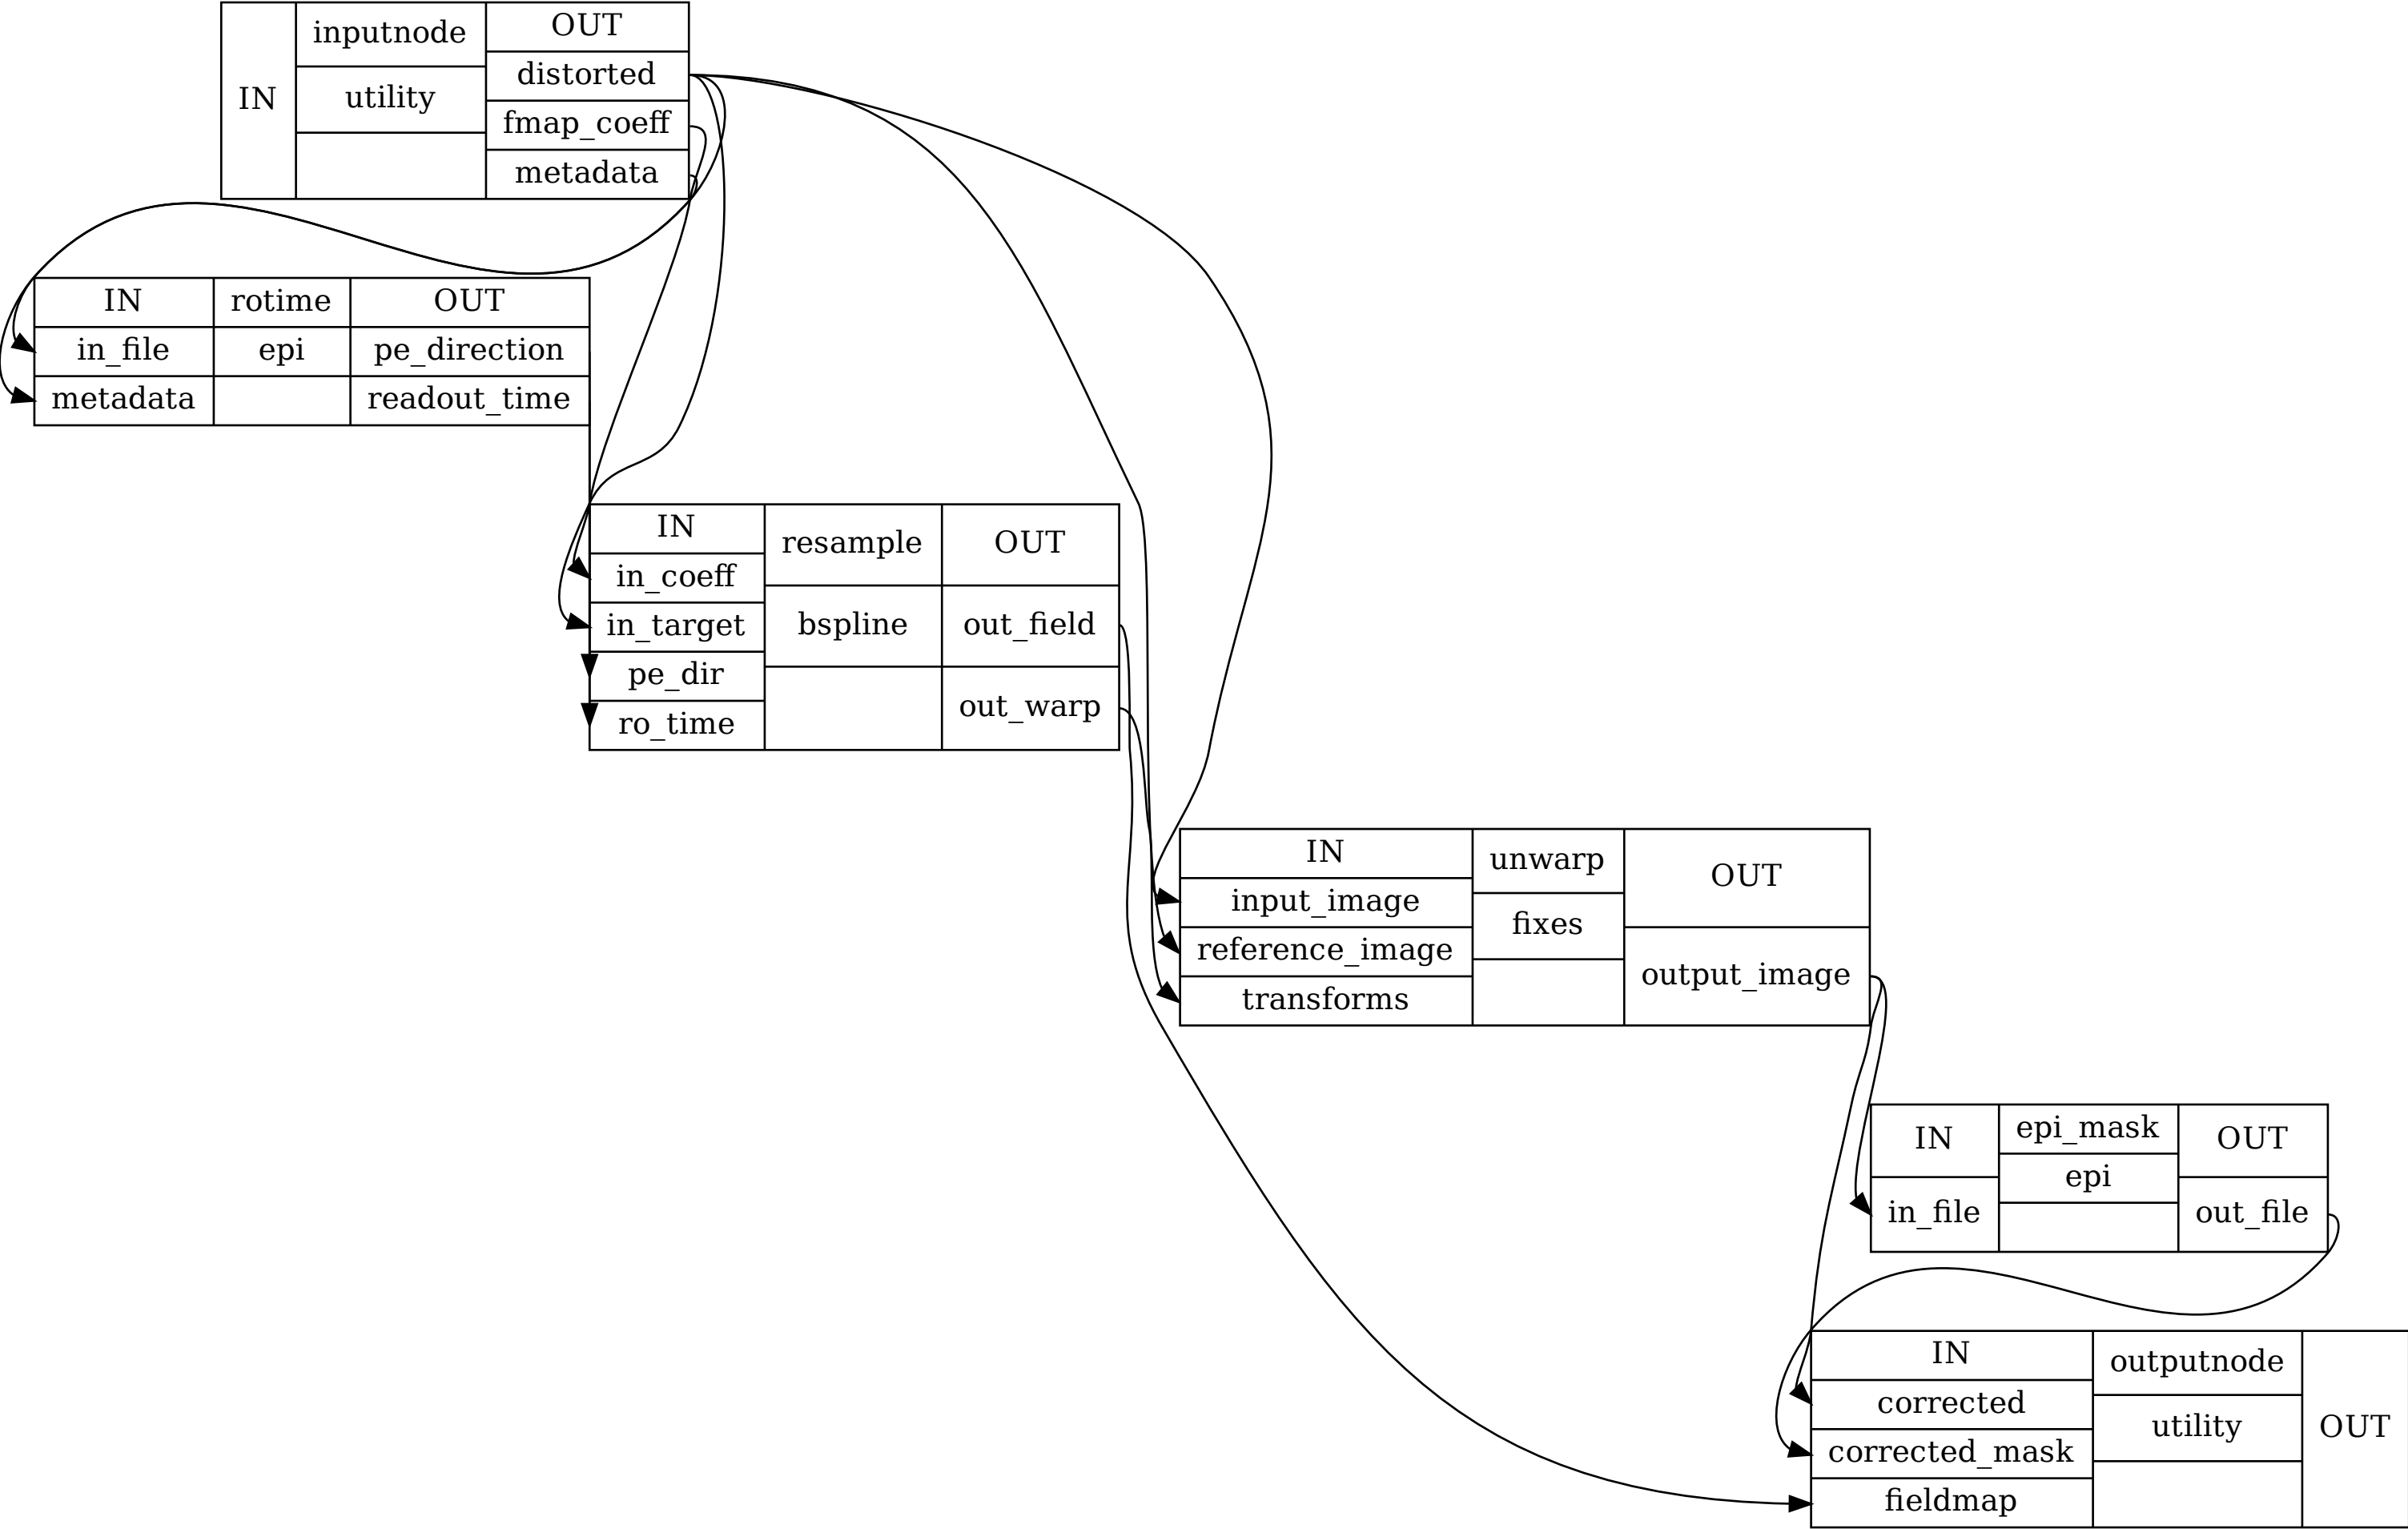 IN
inputnode
utility
OUT
distorted
fmap_coeff
metadata
IN
in_file
metadata
rotime
epi
OUT
pe_direction
readout_time
IN
in_coeff
in_target
pe_dir
ro_time
resample
bspline
OUT
out_field
out_warp
IN
input_image
reference_image
transforms
unwarp
fixes
OUT
output_image
IN
in_file
epi_mask
epi
OUT
out_file
IN
corrected
corrected_mask
fieldmap
outputnode
utility
OUT